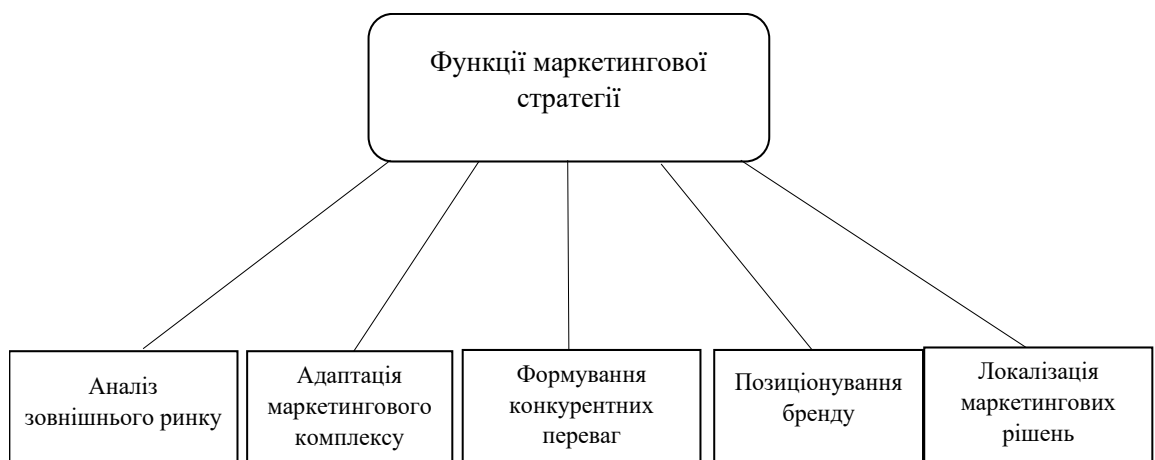 Функції маркетингової
стратегії
Аналіз
зовнішнього ринку
Адаптація
маркетингового
комплексу
Формування
конкурентних
переваг
Позиціонування
бренду
Локалізація
маркетингових
рішень